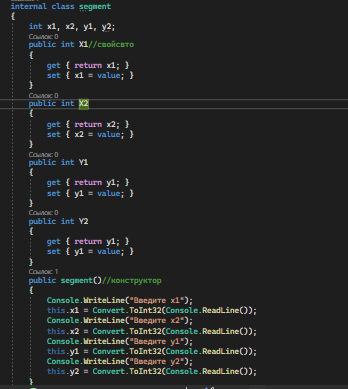 internal class segment
{
int x1, x2, y1, y2;
Ссылок: 0
public int X1//свойсвто
{
get { return x1; }
set { x1 = value; }
}
Ссылок: 0
public int X2
{
get { return x2; }
set { x2 = value; }
}
Ссылок: 0
public int Y1
{
get { return y1; }
set { y1 = value; }
}
Ссылок: 0
public int Y2
{
get { return y1; }
set { y1 = value; }
}
Ссылок: 1
public segment()//конструктор
{
Console.WriteLine("Введите x1");
this.x1 = Convert.ToInt32(Console.ReadLine());
Console.WriteLine("Введите x2");
this.x2 = Convert.ToInt32(Console.ReadLine());
Console.WriteLine("Введите y1");
this.y1 = Convert.ToInt32(Console.ReadLine());
Console.WriteLine("Введите y2");
this.y2 = Convert.ToInt32(Console.ReadLine());
}